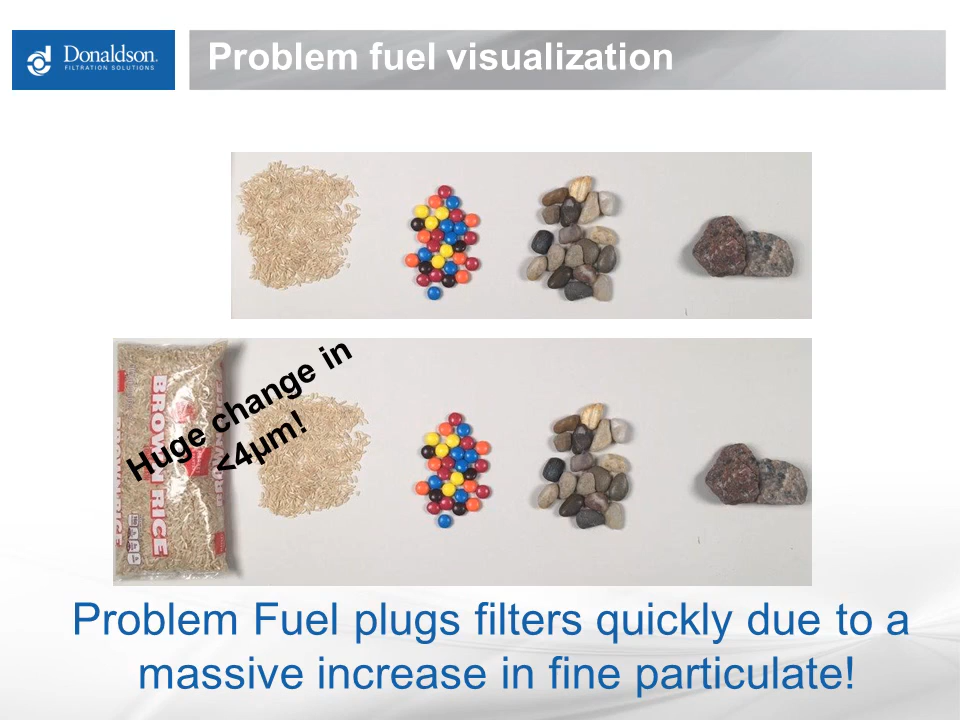 Donaldson.
FILTRATION SOLUTIONS
Problem fuel visualization
Huge change in
<4µm!
BROWN RICE
Problem Fuel plugs filters quickly due to a
massive increase in fine particulate!